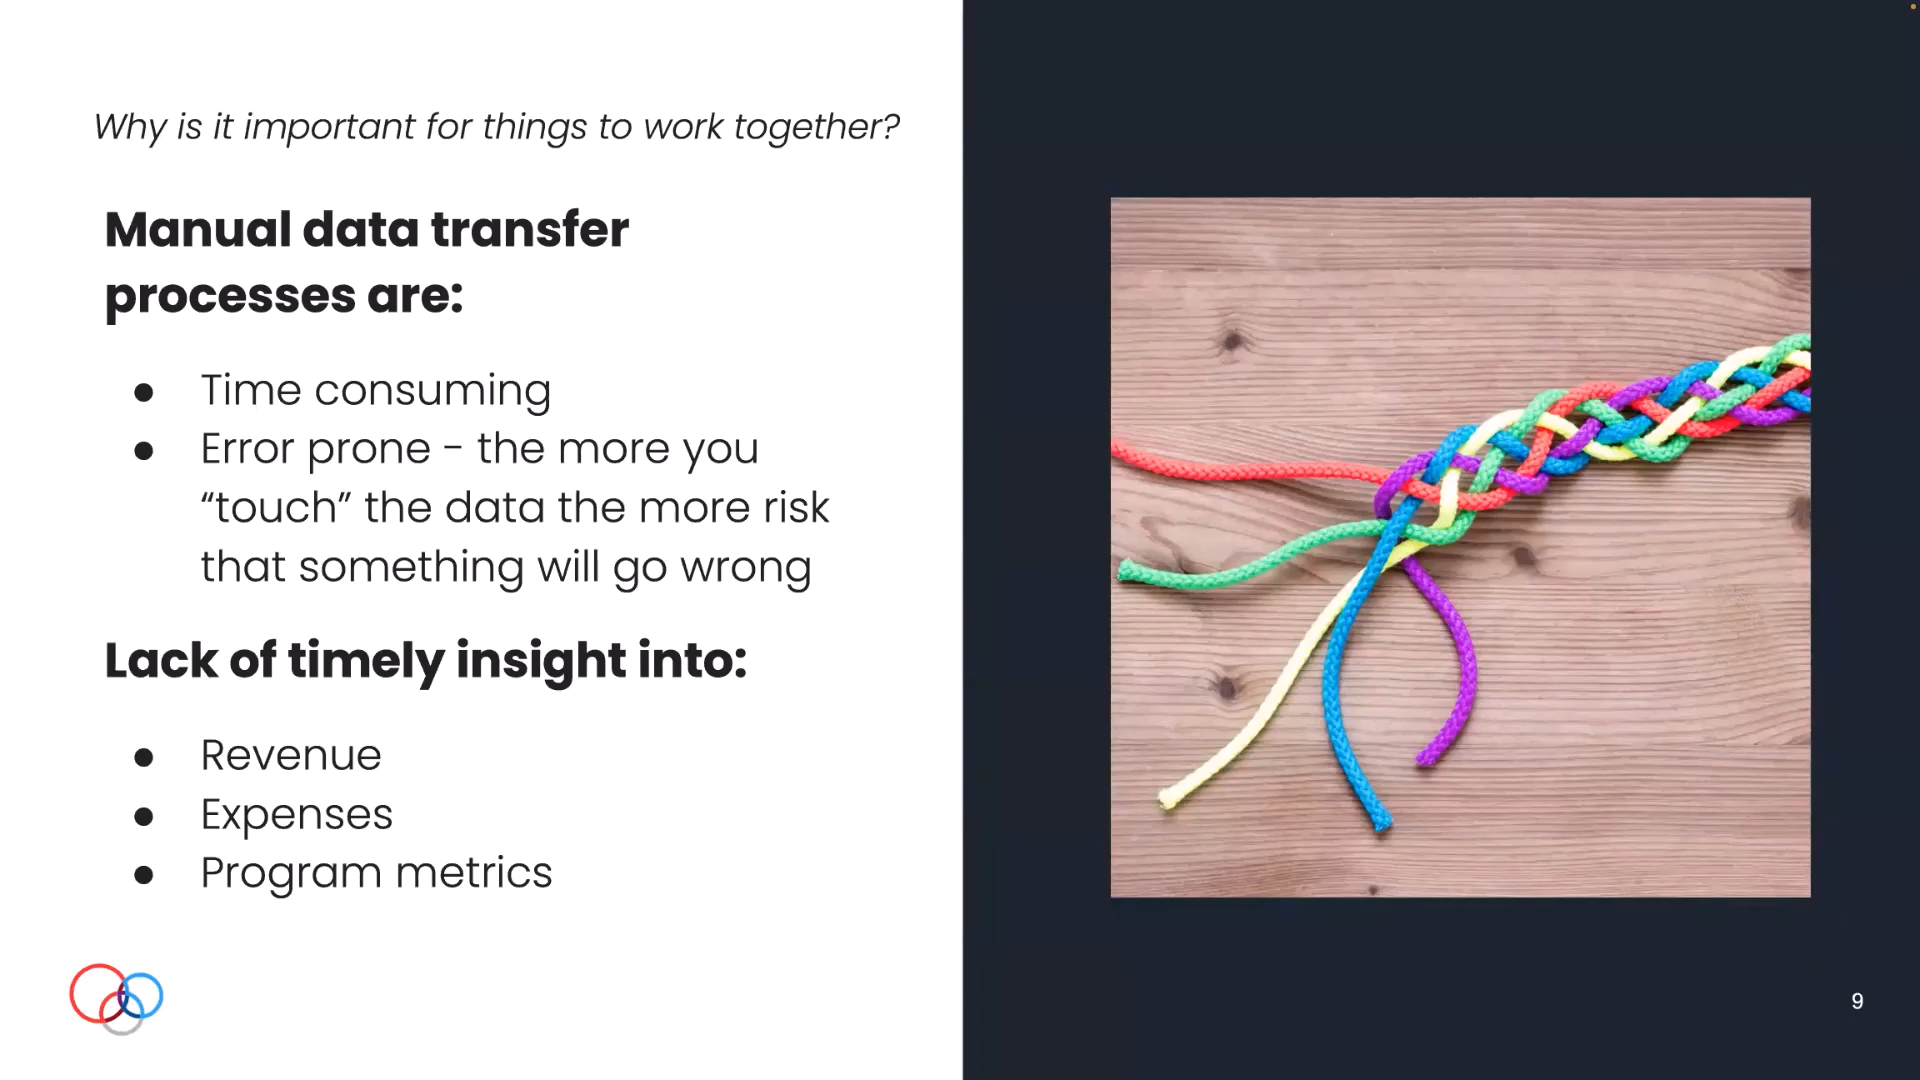 Why is it important for things to work together?
Manual data transfer
processes are:
● Time consuming
● Error prone - the more you
“touch” the data the more risk
that something will go wrong
Lack of timely insight into:
● Revenue
● Expenses
● Program metrics
9